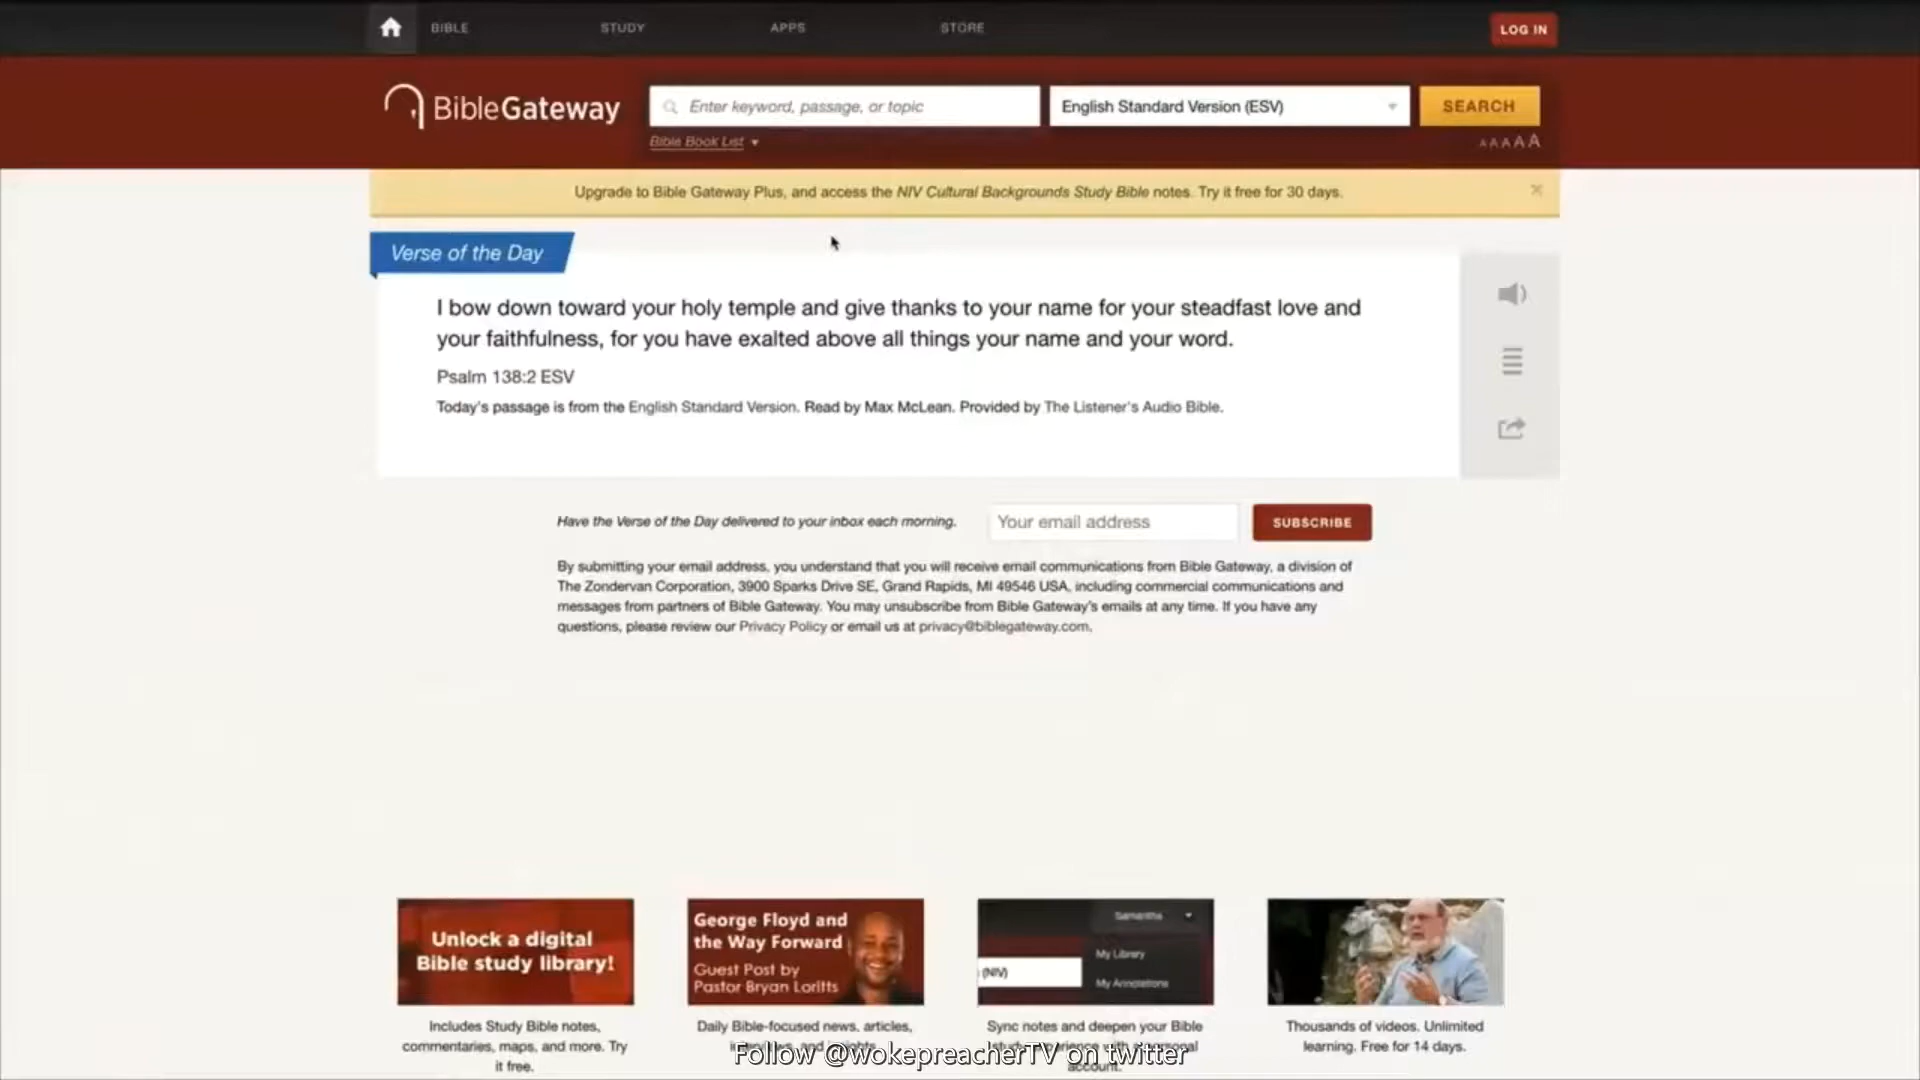 BIBLE
STUDY
APPS
STORE
LOG IN
BibleGateway
Enter keyword, passage, or topic
English Standard Version (ESV)
SEARCH
Bible Book List
A A A A A
Upgrade to Bible Gateway Plus, and access the NIV Cultural Backgrounds Study Bible notes. Try it free for 30 days.
Verse of the Day
I bow down toward your holy temple and give thanks to your name for your steadfast love and
your faithfulness, for you have exalted above all things your name and your word.
Psalm 138:2 ESV
Today's passage is from the English Standard Version. Read by Max McLean. Provided by The Listener's Audio Bible.
Have the Verse of the Day delivered to your inbox each morning.
Your email address
SUBSCRIBE
By submitting your email address, you understand that you will receive email communications from Bible Gateway, a division of
The Zondervan Corporation, 3900 Sparks Drive SE, Grand Rapids, MI 49546 USA, including commercial communications and
messages from partners of Bible Gateway. You may unsubscribe from Bible Gateway's emails at any time. If you have any
questions, please review our Privacy Policy or email us at privacy@biblegateway.com.
Unlock a digital
Bible study library!
Includes Study Bible notes,
commentaries, maps, and more. Try
it free.
George Floyd and
the Way Forward
Guest Post by
Pastor Bryan Loritts
Daily Bible-focused news, articles,
Samantha
My Library
(NIV)
My Annotations
Sync notes and deepen your Bible
account.
Thousands of videos. Unlimited
learning. Free for 14 days.
Follow @wokepreacherTV on twitter